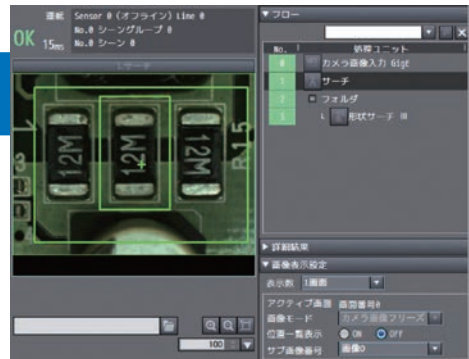 連続
Sensor 0 (オフライン) Line 0
OK
15ms
No.0 シーングループ 0
No.0 シーン 0
1.サーチ
12M
12M
12M
R15
100
▼フロー
No.
処理ユニット
0
カメラ画像入力 GigE
1
サーチ
2
フォルダ
3
形状サーチ III
▶詳細結果
▼画像表示設定
表示数
1画面
アクティブ画面
画面番号0
画像モード
カメラ画像フリーズ
位置一覧表示
ON
OFF
サブ画像番号
画像0